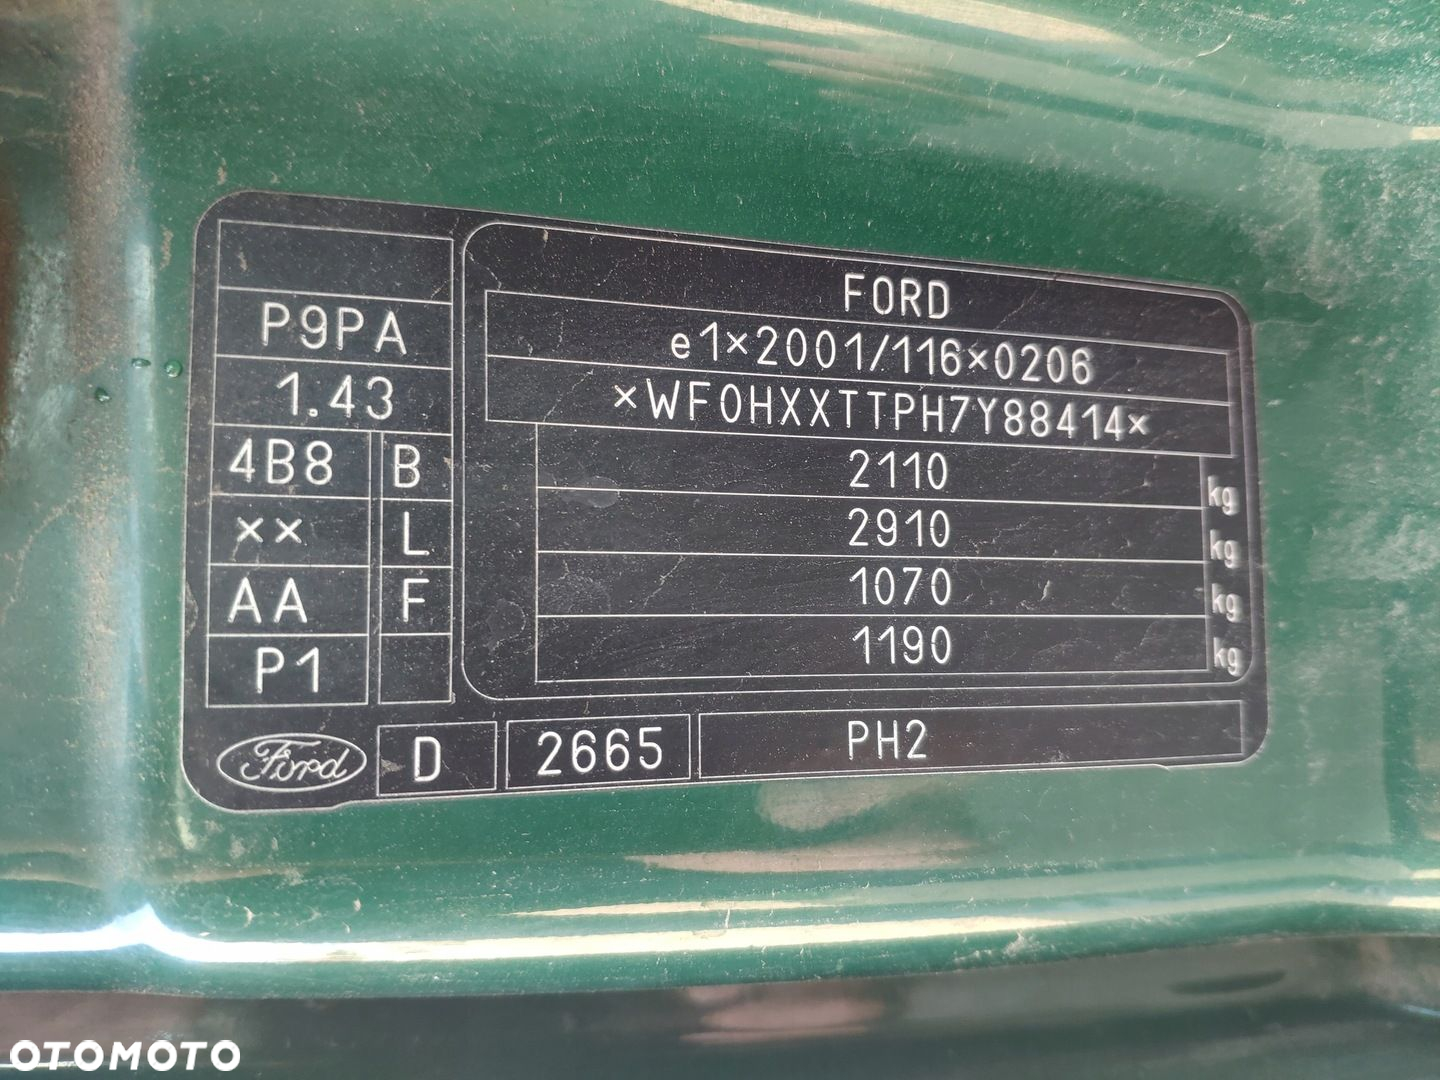 FORD
e1×2001/116×0206
×WF0HXXTTPH7Y88414×
2110 kg
2910 kg
1070 kg
1190 kg
P9PA
1.43
4B8 B
×× L
AA F
P1
Ford D 2665 PH2
OTOMOTO